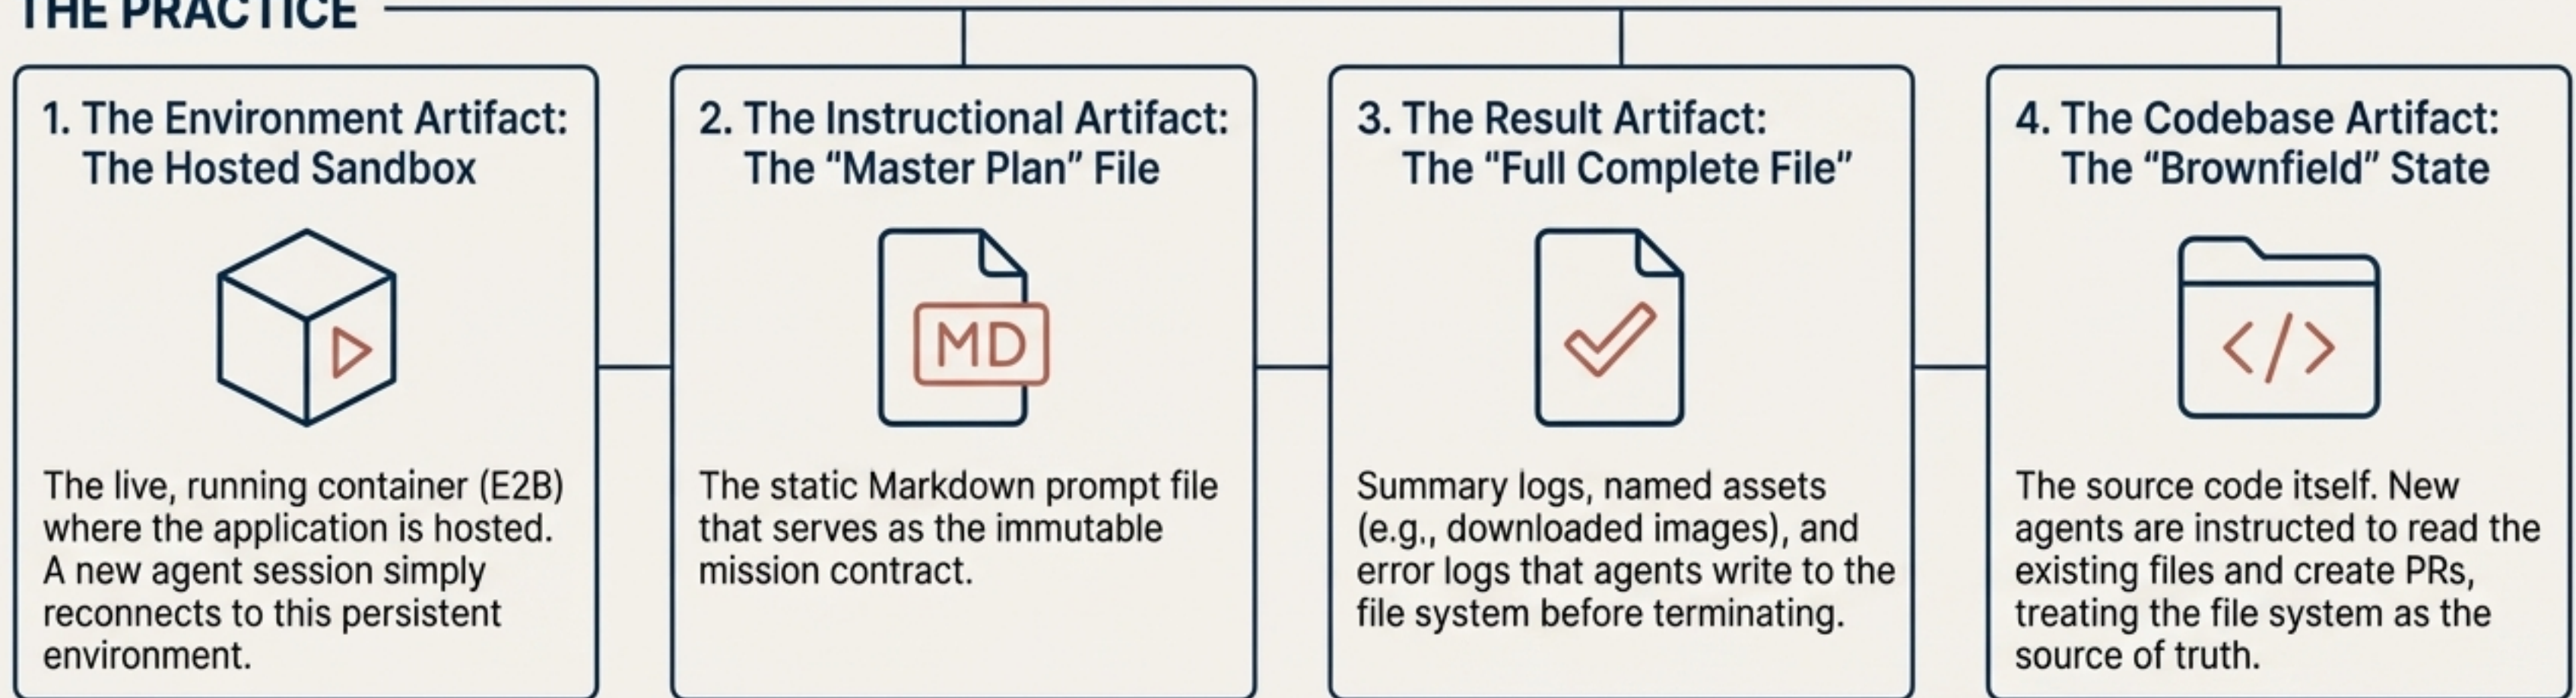 THE PRACTICE
1. The Environment Artifact:
The Hosted Sandbox
The live, running container (E2B)
where the application is hosted.
A new agent session simply
reconnects to this persistent
environment.
2. The Instructional Artifact:
The “Master Plan” File
MD
The static Markdown prompt file
that serves as the immutable
mission contract.
3. The Result Artifact:
The “Full Complete File”
Summary logs, named assets
(e.g., downloaded images), and
error logs that agents write to the
file system before terminating.
4. The Codebase Artifact:
The “Brownfield” State
</>
The source code itself. New
agents are instructed to read the
existing files and create PRs,
treating the file system as the
source of truth.